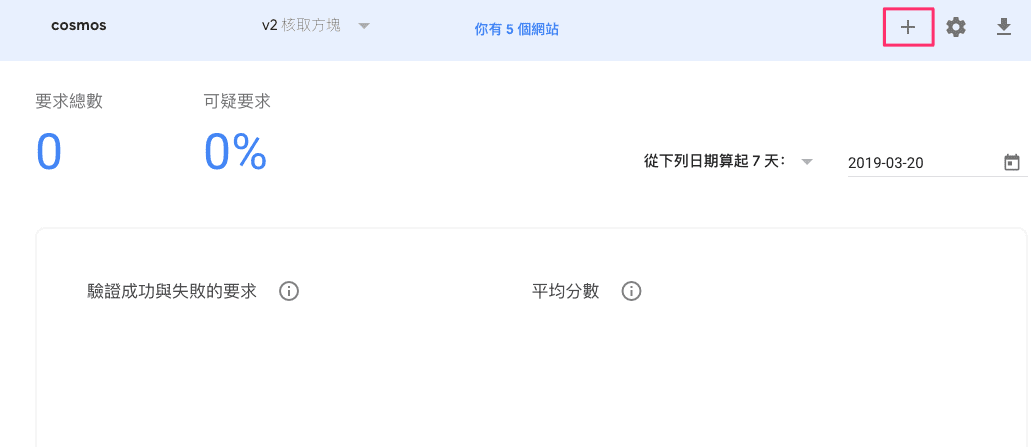 cosmos
v2 核取方塊
你有 5 個網站
要求總數
可疑要求
0
0%
從下列日期算起 7 天：
2019-03-20
驗證成功與失敗的要求
平均分數